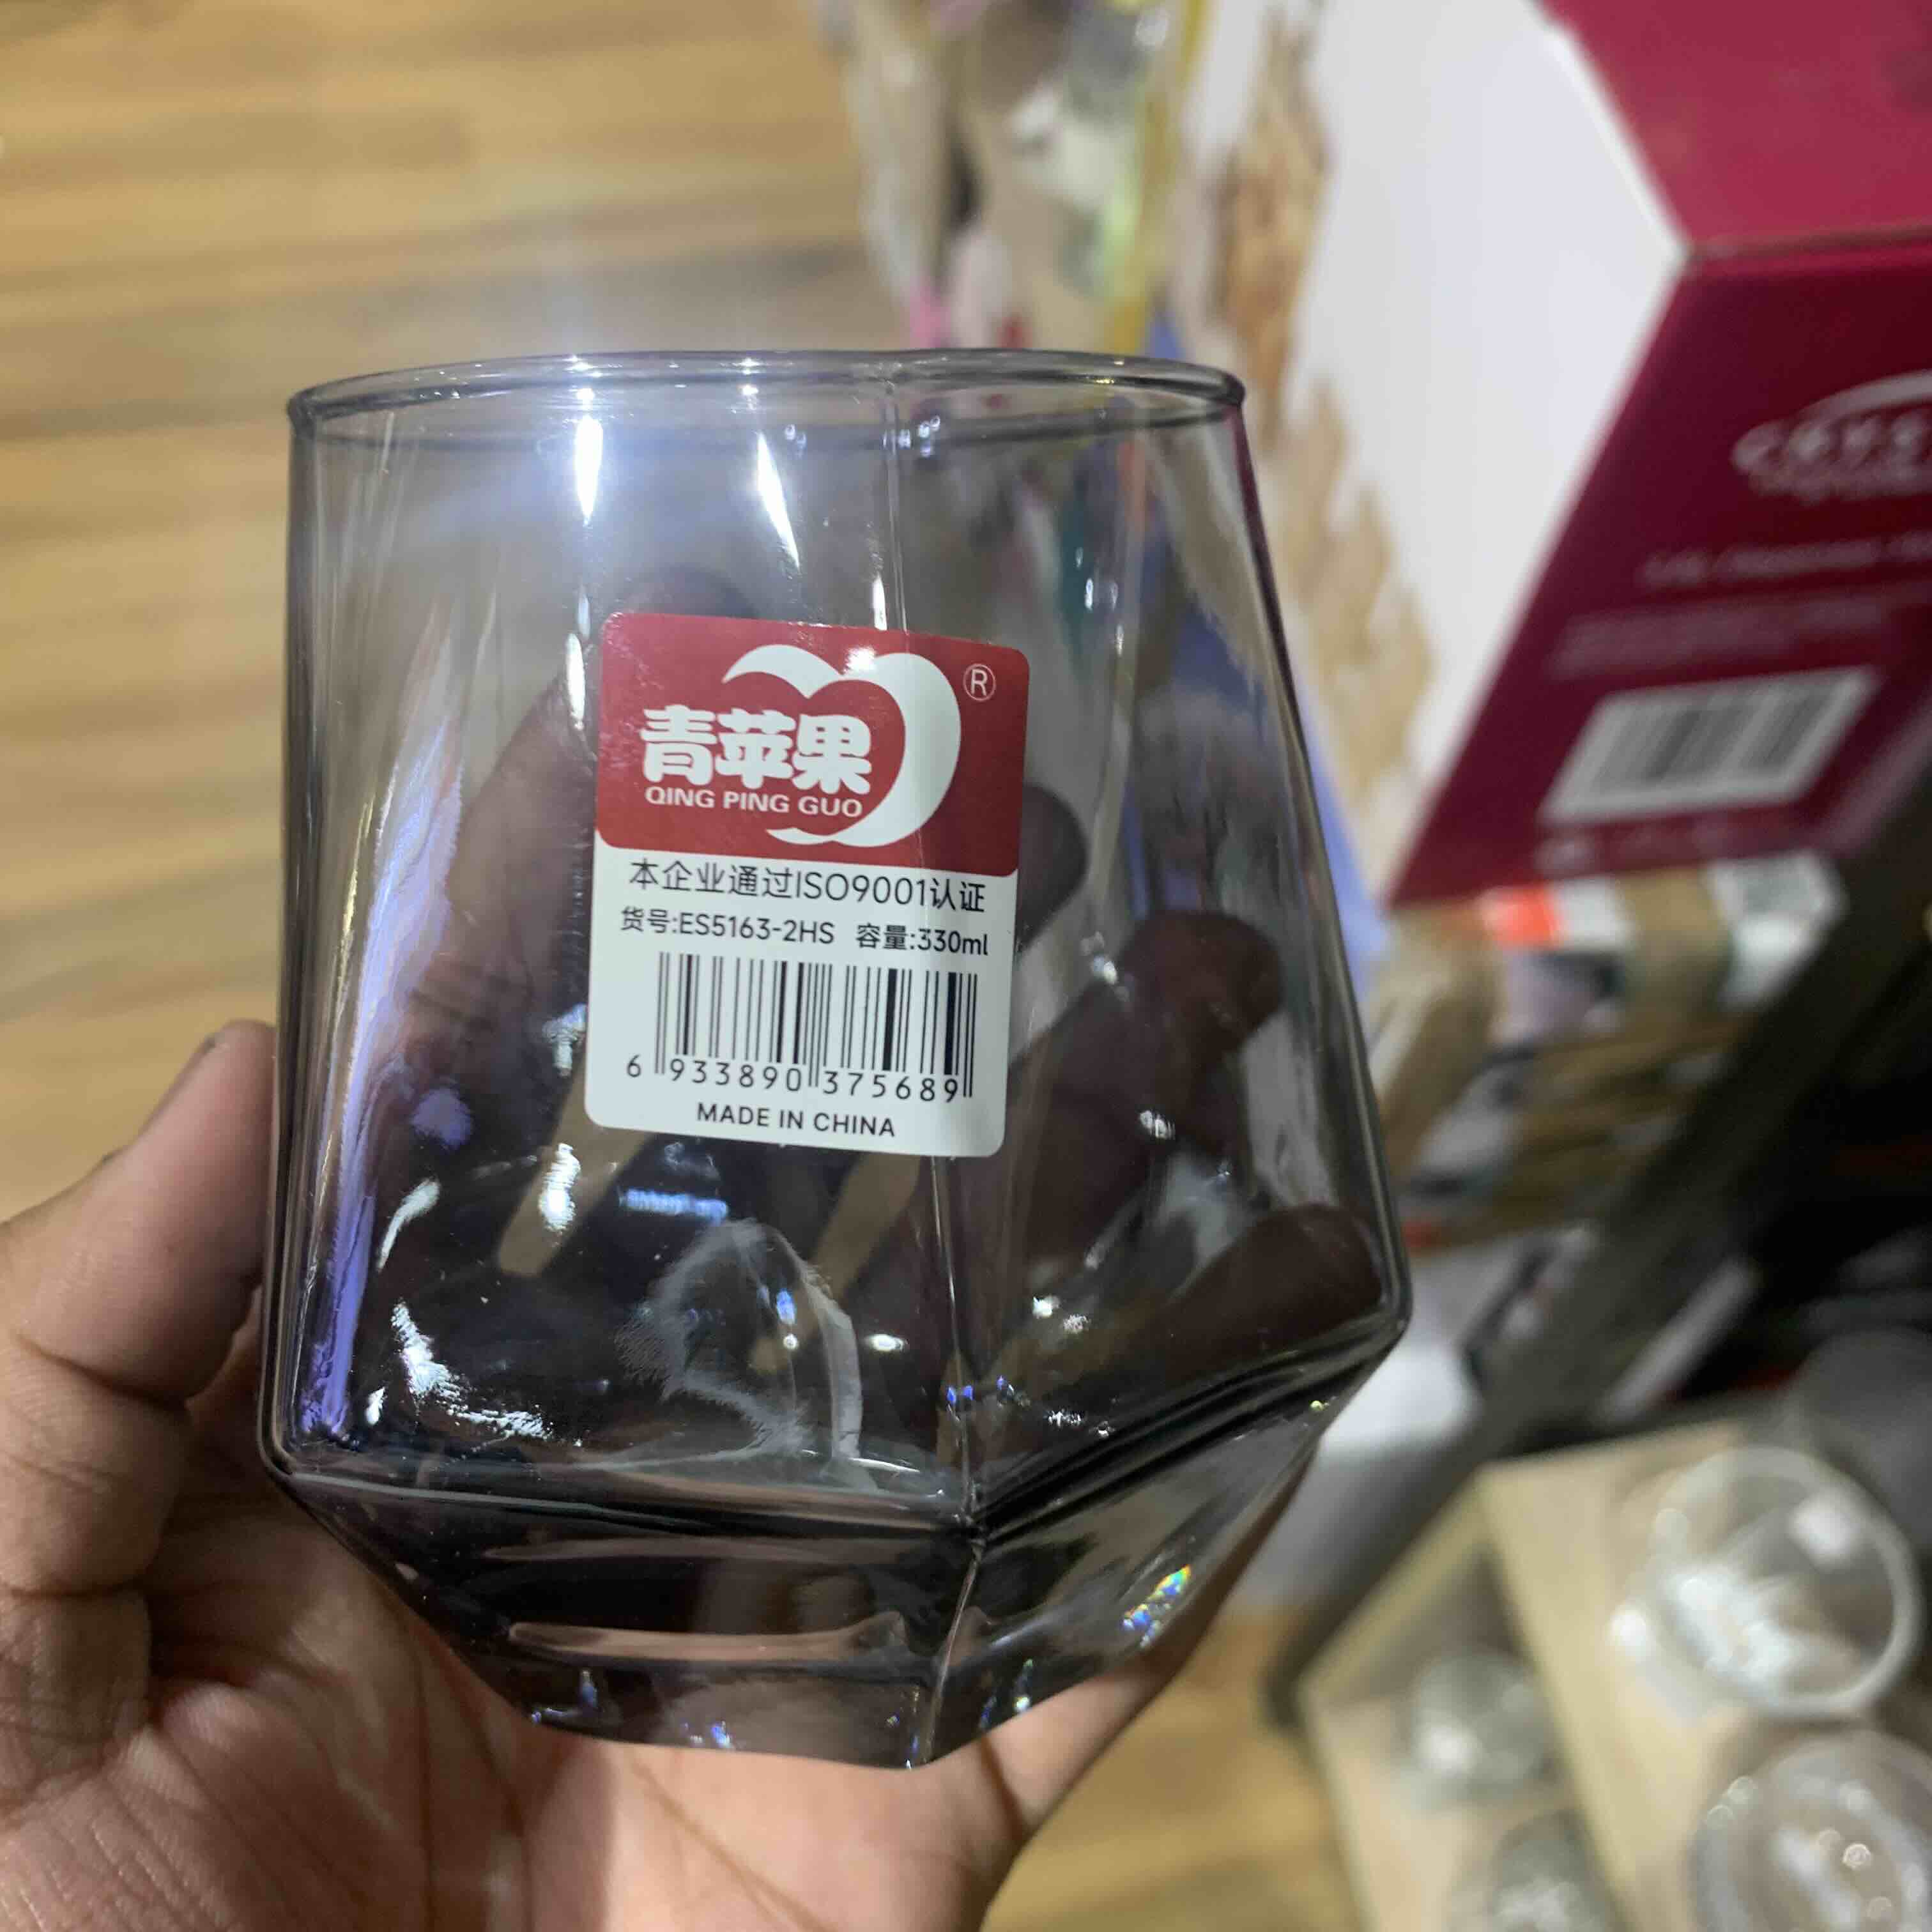 青苹果®
QING PING GUO
本企业通过ISO9001认证
货号:ES5163-2HS 容量:330ml
6 933890 375689
MADE IN CHINA